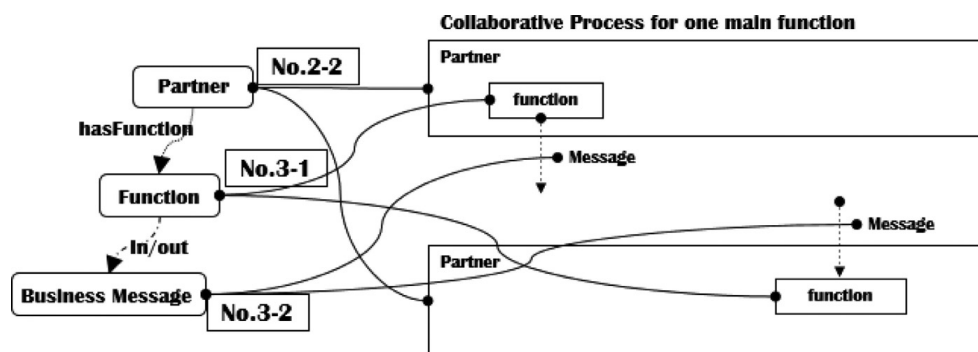 Collaborative Process for one main function
No.2-2
Partner
Partner
function
hasFunction
No.3-1
Message
Function
Message
In/out
Partner
Business Message
function
No.3-2